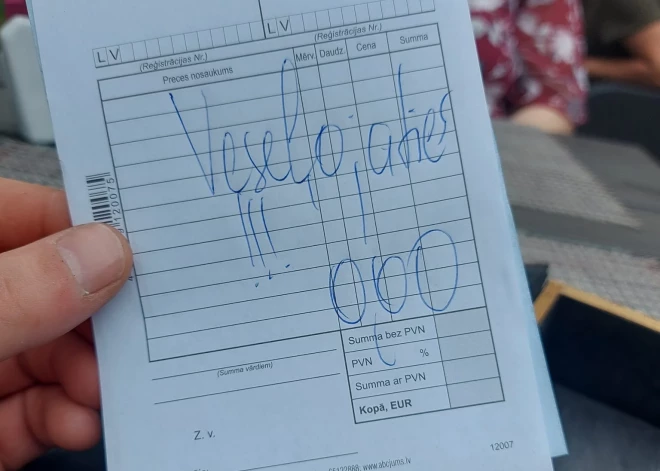 LV LV
(Reģistrācijas Nr.) (Reģistrācijas Nr.)
Preces nosaukums Mērv. Daudz. Cena Summa
Veseļojaties
!!!
0,00
Summa bez PVN
PVN %
Summa ar PVN
Kopā, EUR
(Summa vārdiem)
Z. v.
www.abcjums.lv
12007